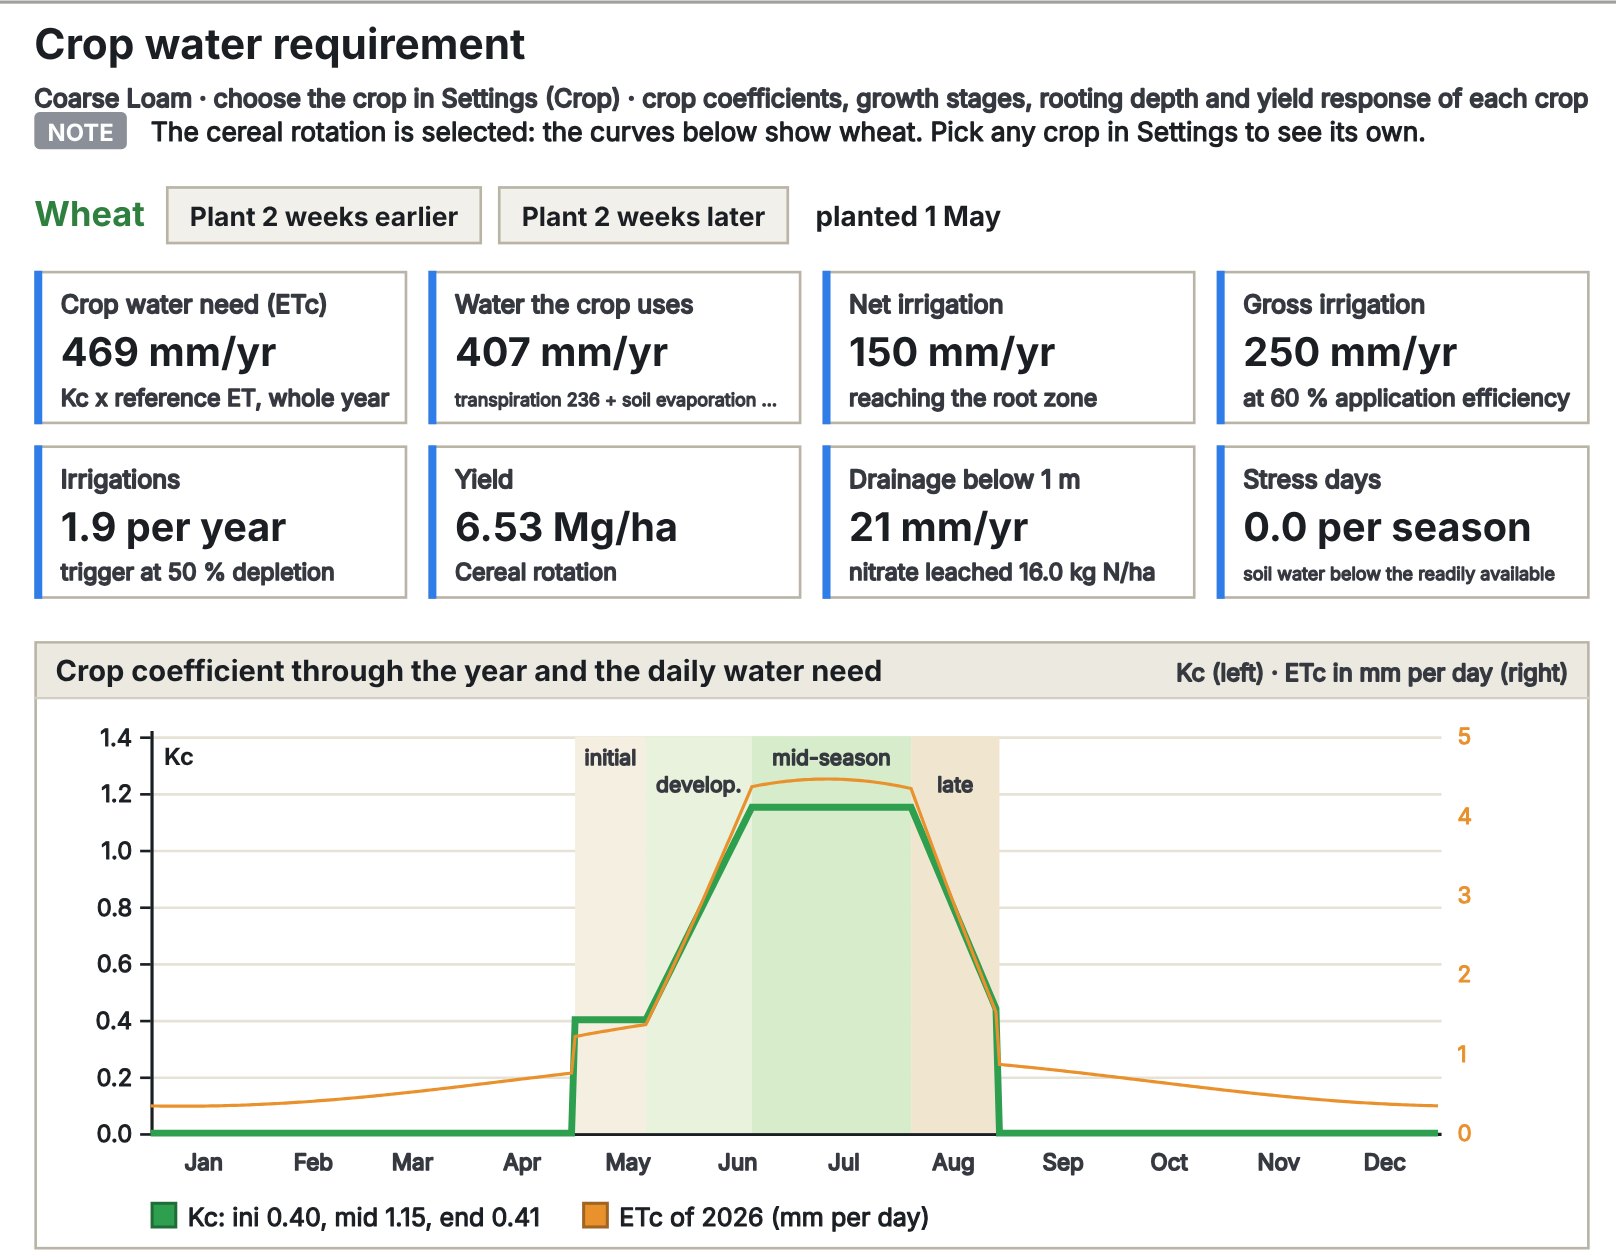 Crop water requirement
Coarse Loam · choose the crop in Settings (Crop) · crop coefficients, growth stages, rooting depth and yield response of each crop
NOTE The cereal rotation is selected: the curves below show wheat. Pick any crop in Settings to see its own.
Wheat Plant 2 weeks earlier Plant 2 weeks later planted 1 May
Crop water need (ETc)
469 mm/yr
Kc x reference ET, whole year
Water the crop uses
407 mm/yr
transpiration 236 + soil evaporation ...
Net irrigation
150 mm/yr
reaching the root zone
Gross irrigation
250 mm/yr
at 60 % application efficiency
Irrigations
1.9 per year
trigger at 50 % depletion
Yield
6.53 Mg/ha
Cereal rotation
Drainage below 1 m
21 mm/yr
nitrate leached 16.0 kg N/ha
Stress days
0.0 per season
soil water below the readily available
Crop coefficient through the year and the daily water need Kc (left) · ETc in mm per day (right)
Kc
1.4
1.2
1.0
0.8
0.6
0.4
0.2
0.0
initial
develop.
mid-season
late
5
4
3
2
1
0
Jan Feb Mar Apr May Jun Jul Aug Sep Oct Nov Dec
Kc: ini 0.40, mid 1.15, end 0.41 ETc of 2026 (mm per day)